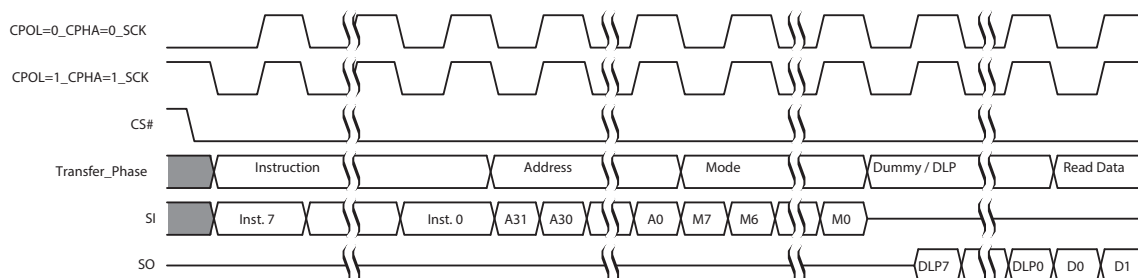 CPOL=0_CPHA=0_SCK
CPOL=1_CPHA=1_SCK
CS#
Transfer_Phase Instruction Address Mode Dummy / DLP Read Data
SI Inst. 7 Inst. 0 A31 A30 A0 M7 M6 M0
SO DLP7 DLP0 D0 D1